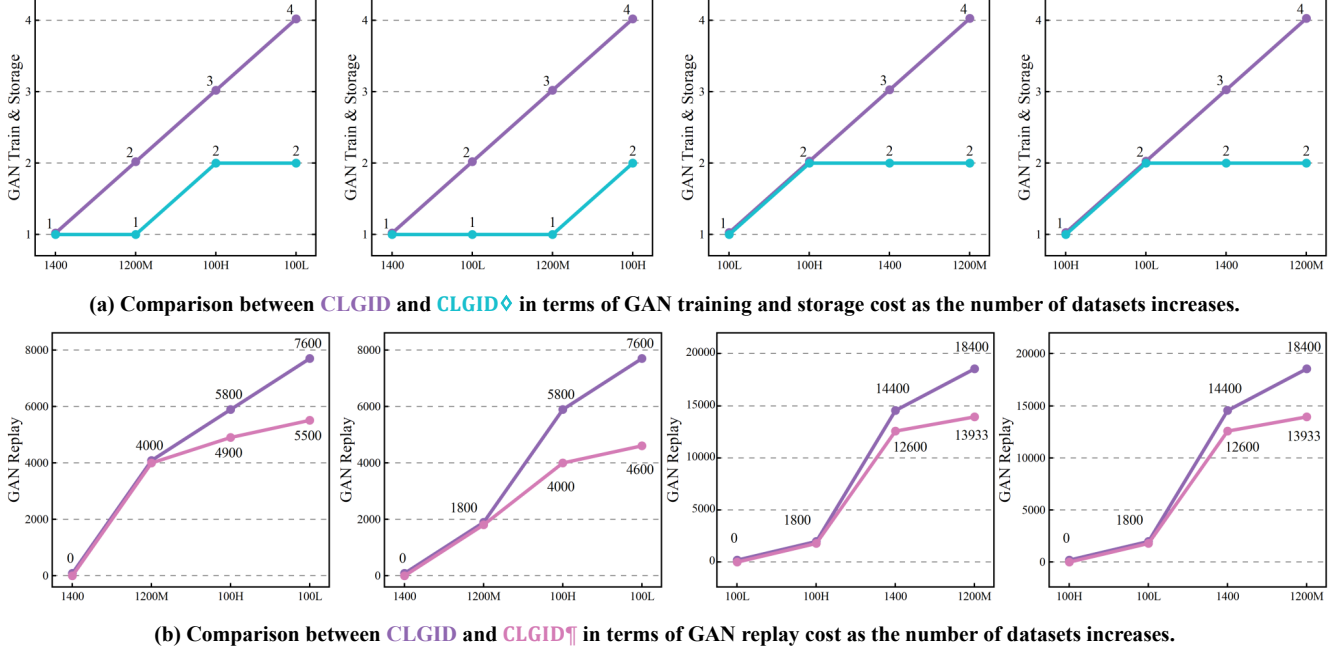 GAN Train & Storage
4
3
2
1
4
3
2
1
2
2
1
1400
1200M
100H
100L
GAN Train & Storage
4
3
2
1
4
3
2
1
2
1
1
1400
100L
1200M
100H
GAN Train & Storage
4
3
2
1
4
3
2
2
2
1
100L
100H
1400
1200M
GAN Train & Storage
4
3
2
1
4
3
2
2
2
1
100H
100L
1400
1200M
(a) Comparison between CLGID and CLGID◊ in terms of GAN training and storage cost as the number of datasets increases.
GAN Replay
8000
6000
4000
2000
0
7600
5800
4000
5500
4900
0
1400
1200M
100H
100L
GAN Replay
8000
6000
4000
2000
0
7600
5800
4600
4000
1800
0
1400
1200M
100H
100L
GAN Replay
20000
15000
10000
5000
0
18400
14400
13933
12600
1800
0
100L
100H
1400
1200M
GAN Replay
20000
15000
10000
5000
0
18400
14400
13933
12600
1800
0
100H
100L
1400
1200M
(b) Comparison between CLGID and CLGID¶ in terms of GAN replay cost as the number of datasets increases.